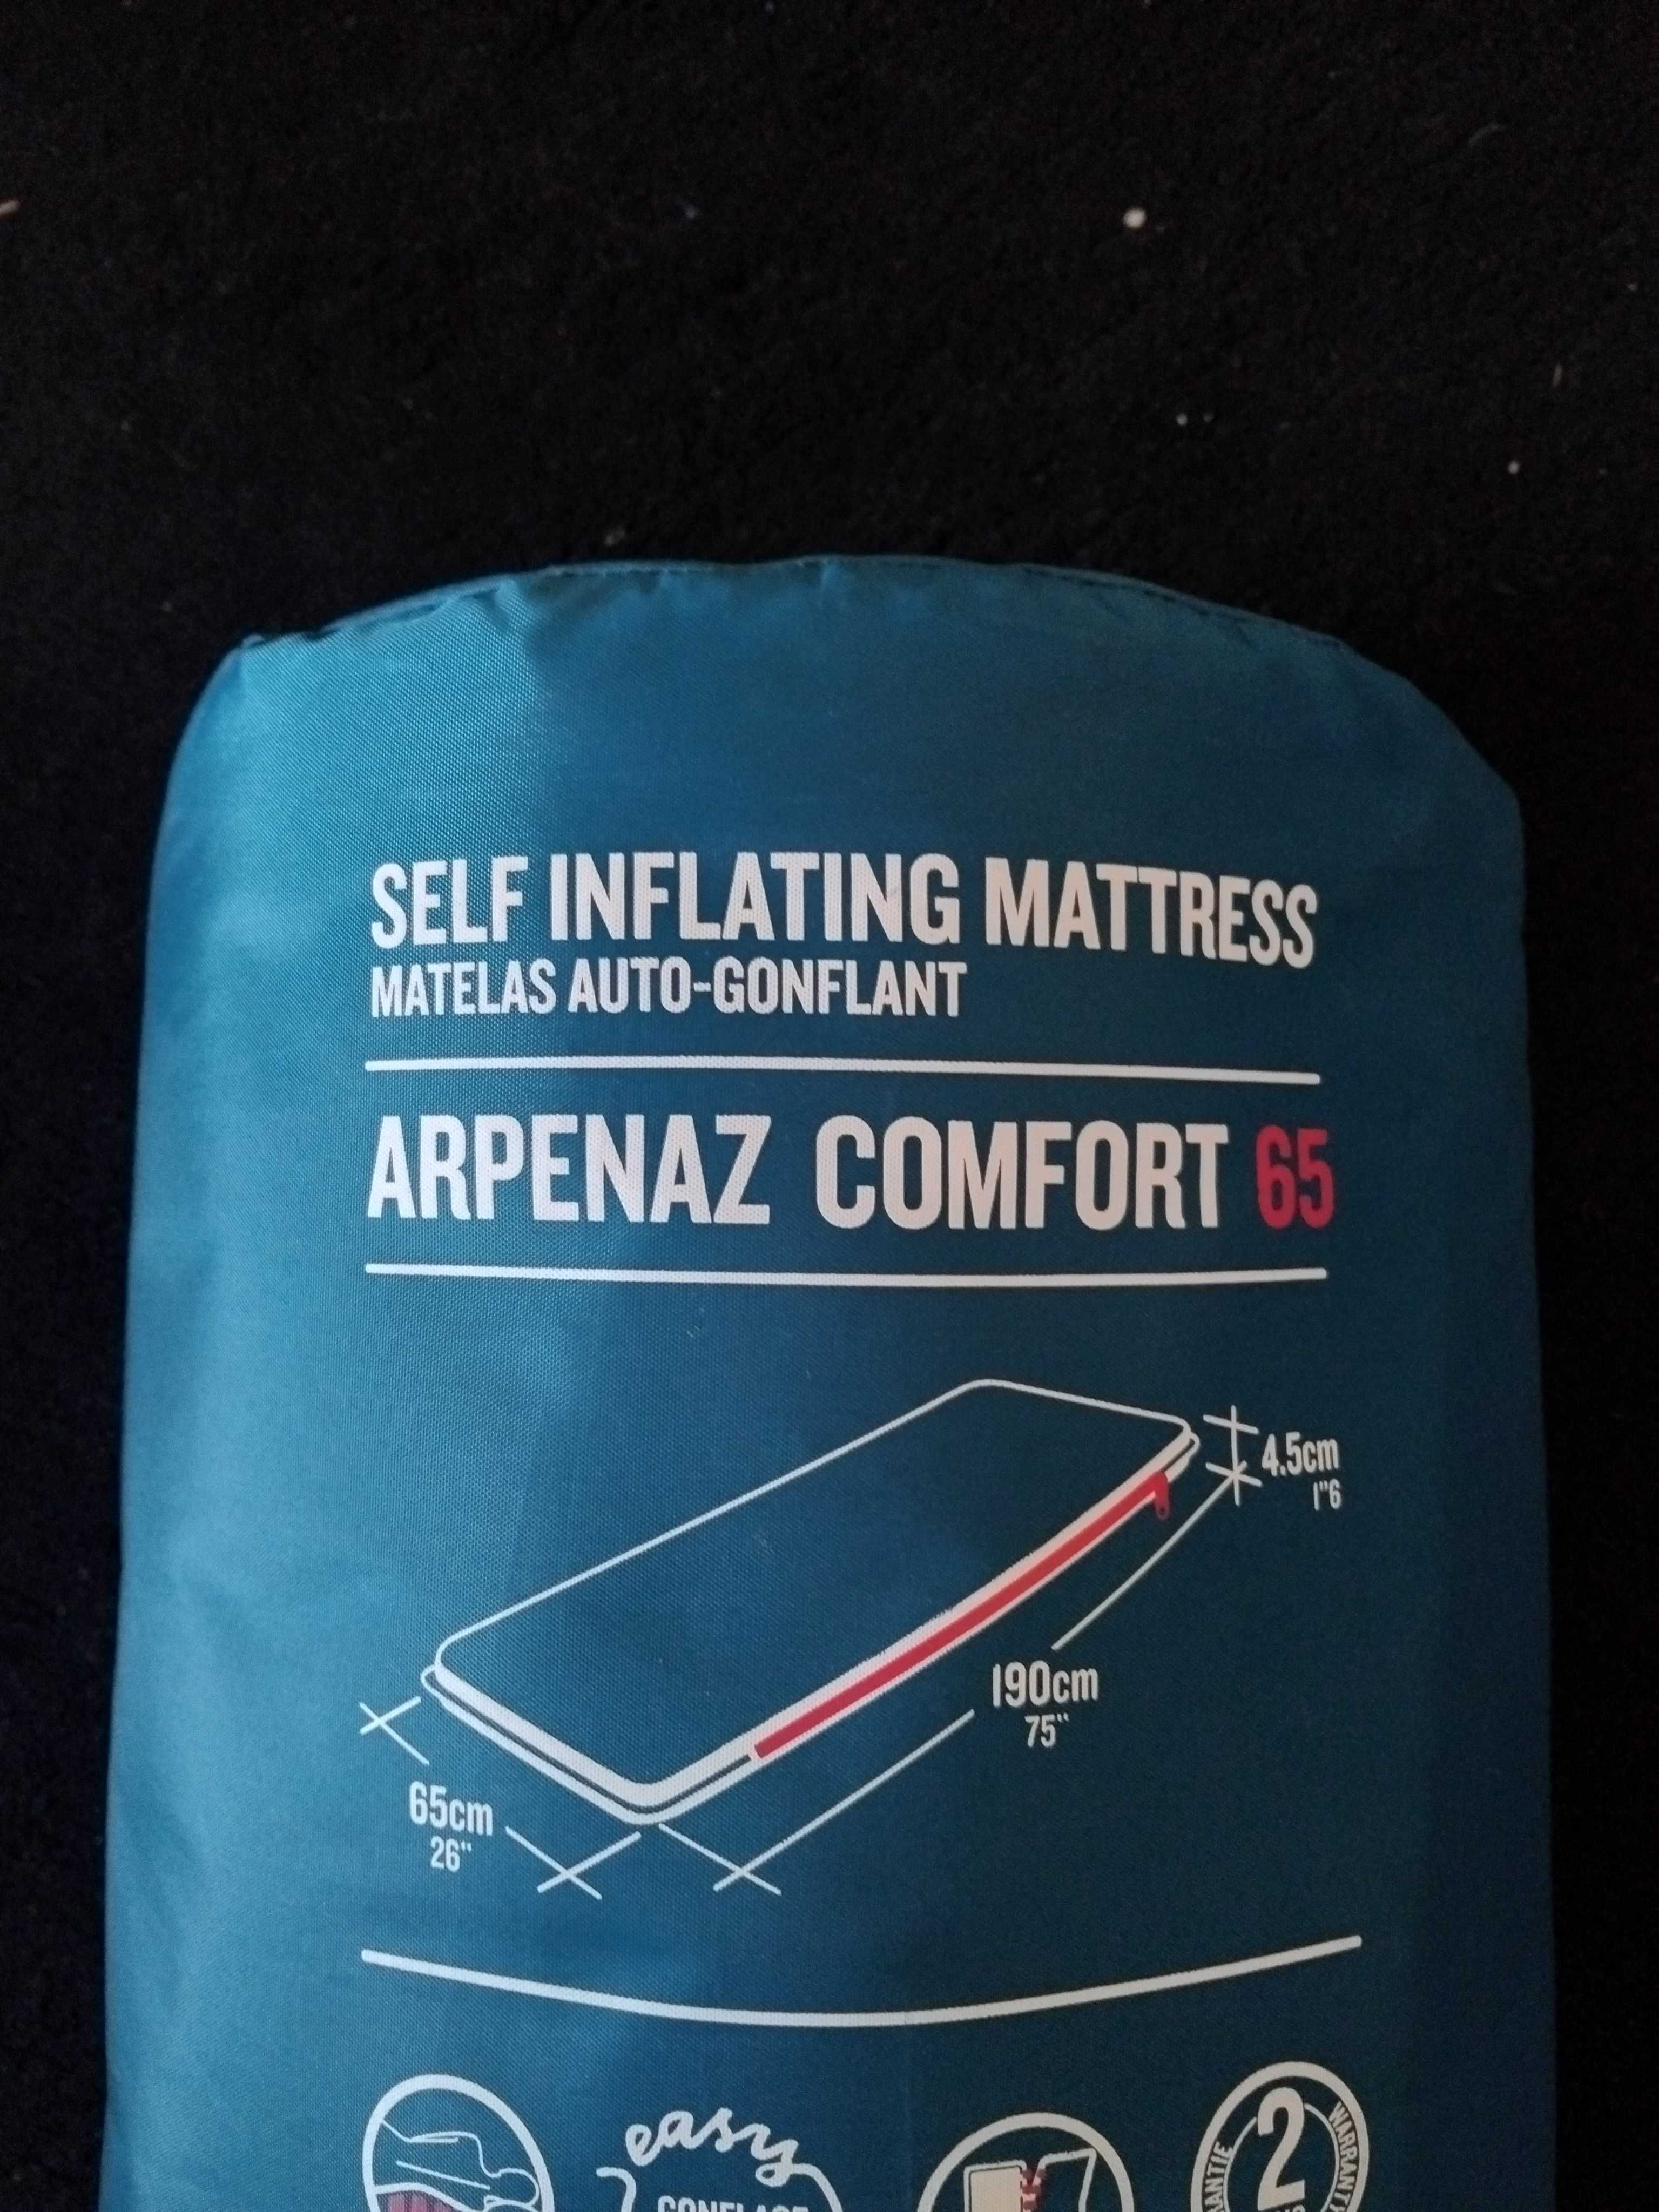 SELF INFLATING MATTRESS
MATELAS AUTO-GONFLANT
ARPENAZ COMFORT 65
4.5cm
1"6
190cm
75"
65cm
26"
easy
2
WARRANT